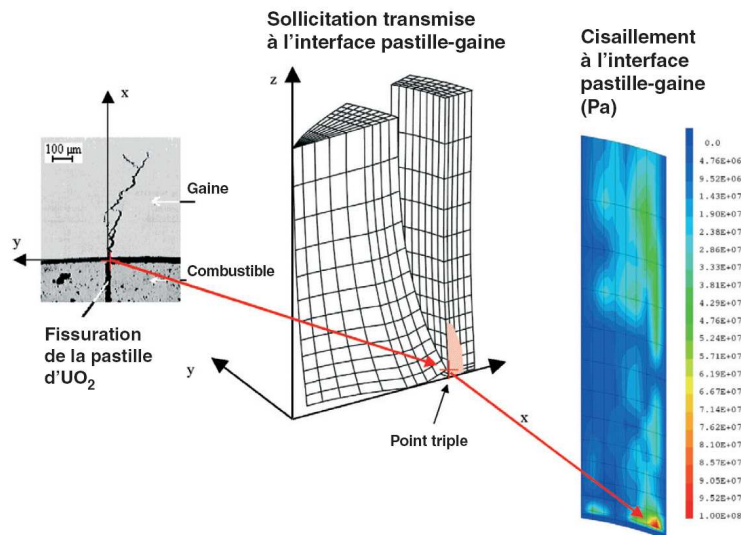 Sollicitation transmise
à l'interface pastille-gaine
Cisaillement
à l'interface
pastille-gaine
(Pa)
x
100 µm
Gaine
y
Combustible
Fissuration
de la pastille
d'UO2
z
y
x
Point triple
0.0
4.76E+06
9.52E+06
1.43E+07
1.90E+07
2.38E+07
2.86E+07
3.33E+07
3.81E+07
4.29E+07
4.76E+07
5.24E+07
5.71E+07
6.19E+07
6.67E+07
7.14E+07
7.62E+07
8.10E+07
8.57E+07
9.05E+07
9.52E+07
1.00E+08